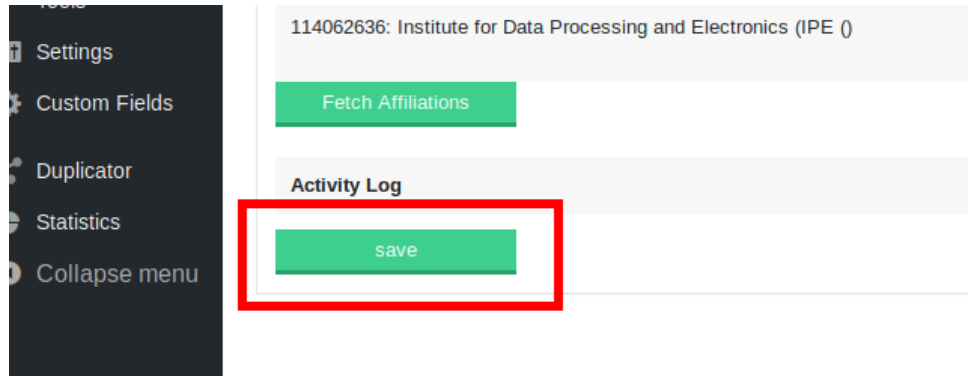 Settings
Custom Fields
Duplicator
Statistics
Collapse menu
114062636: Institute for Data Processing and Electronics (IPE ()
Fetch Affiliations
Activity Log
save